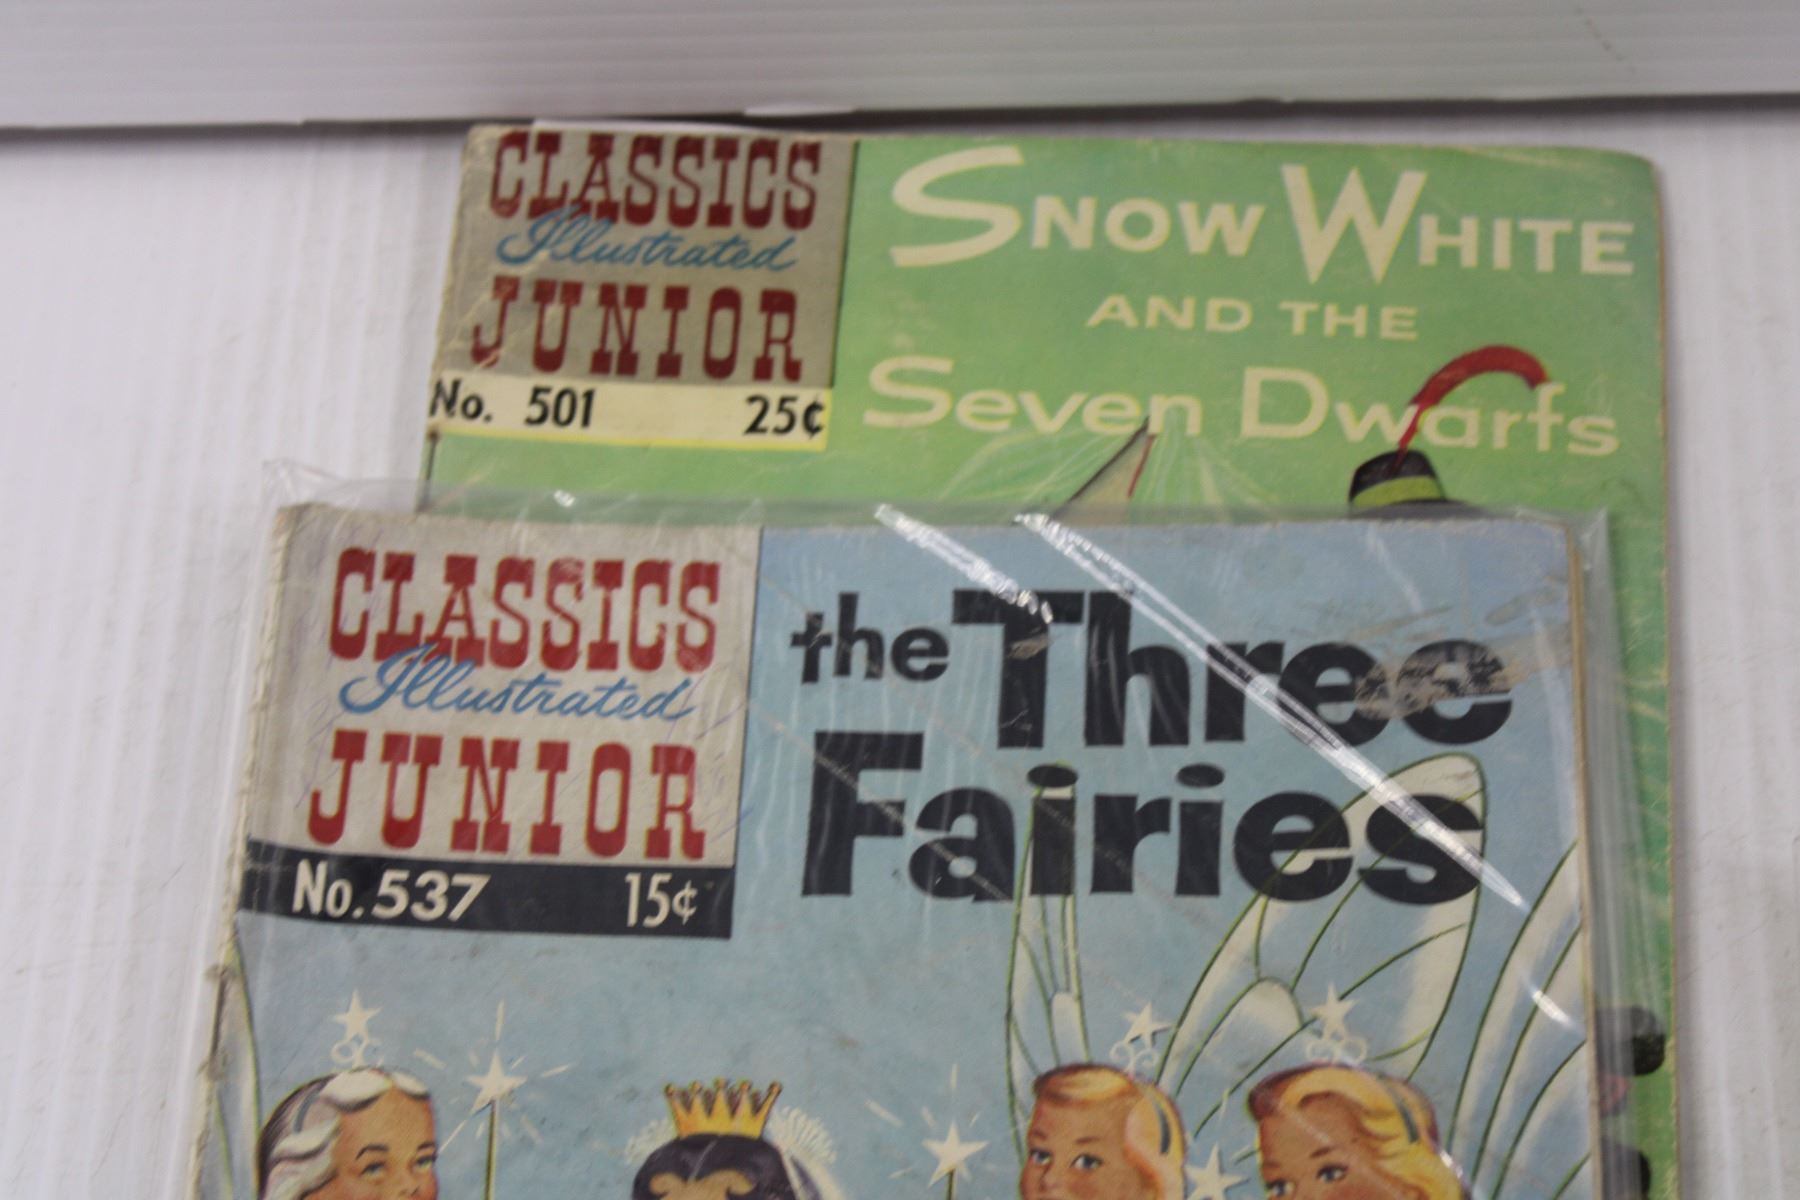 CLASSICS
Illustrated
JUNIOR
No. 501 25¢
SNOW WHITE
AND THE
SEVEN DWARFS
CLASSICS
Illustrated
JUNIOR
No. 537 15¢
the Three
Fairies